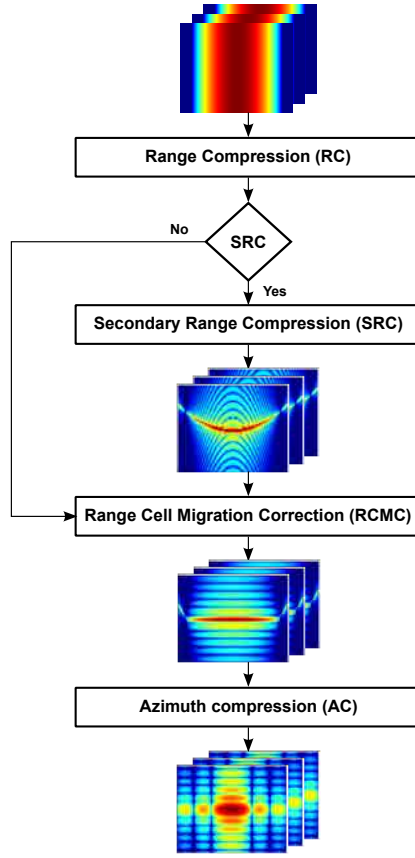 Range Compression (RC)
No
SRC
Yes
Secondary Range Compression (SRC)
Range Cell Migration Correction (RCMC)
Azimuth compression (AC)